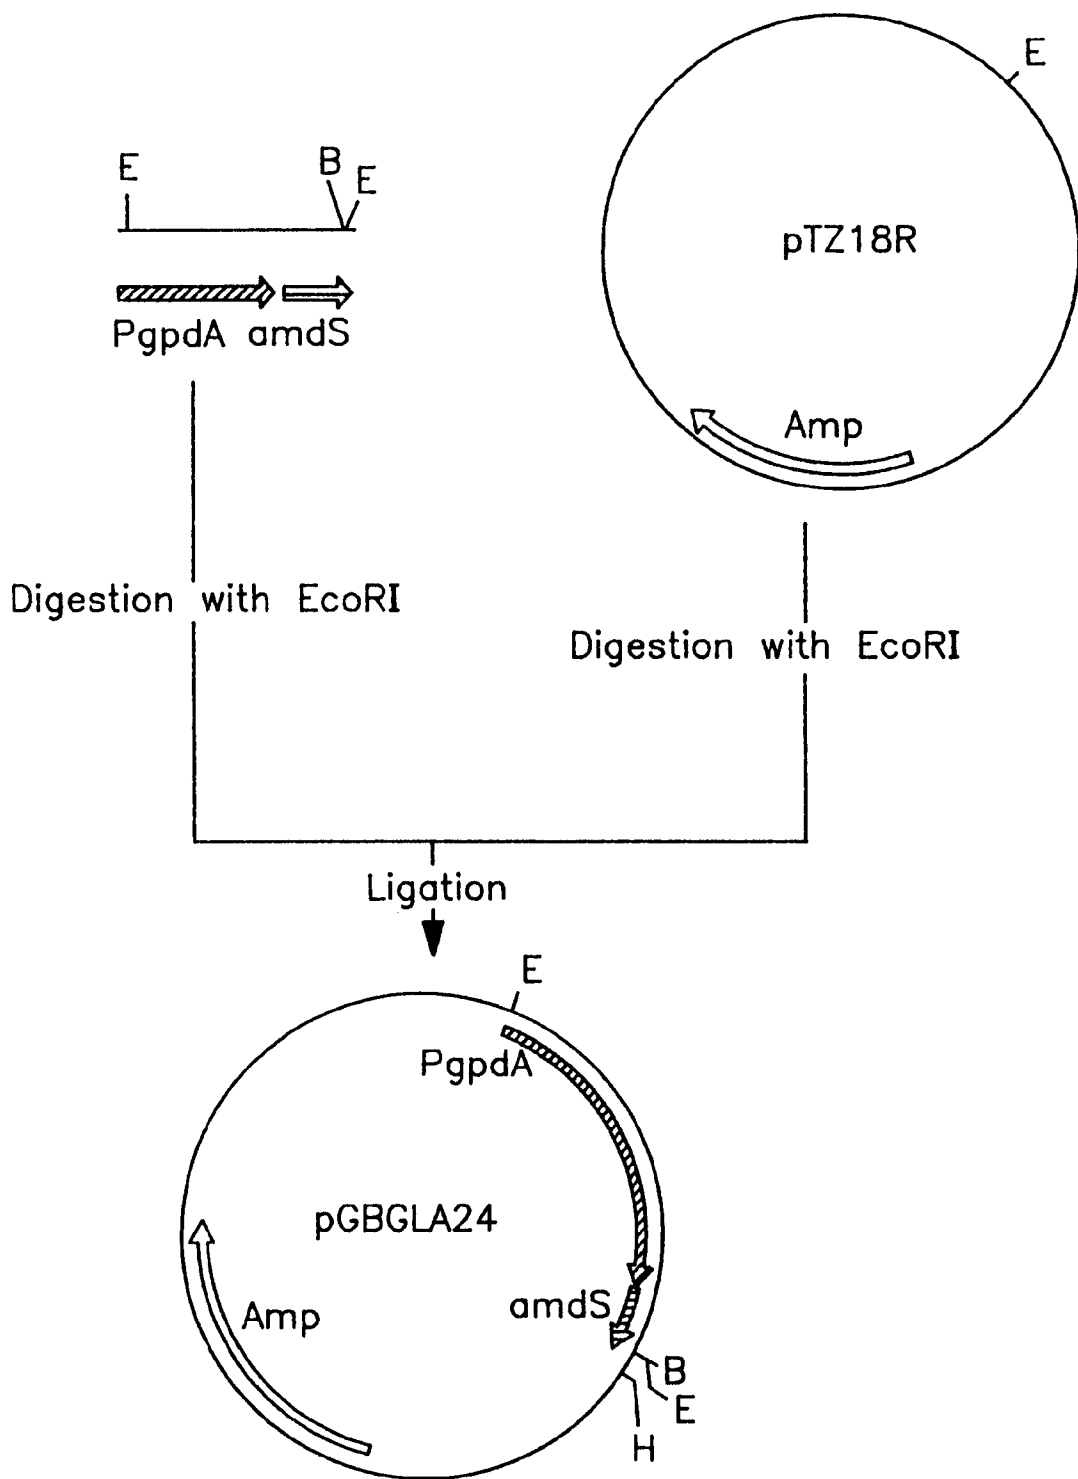 E
B
E
PgpdA amdS
E
pTZ18R
Amp
Digestion with EcoRI
Digestion with EcoRI
Ligation
E
PgpdA
pGBGLA24
amdS
Amp
B
E
H